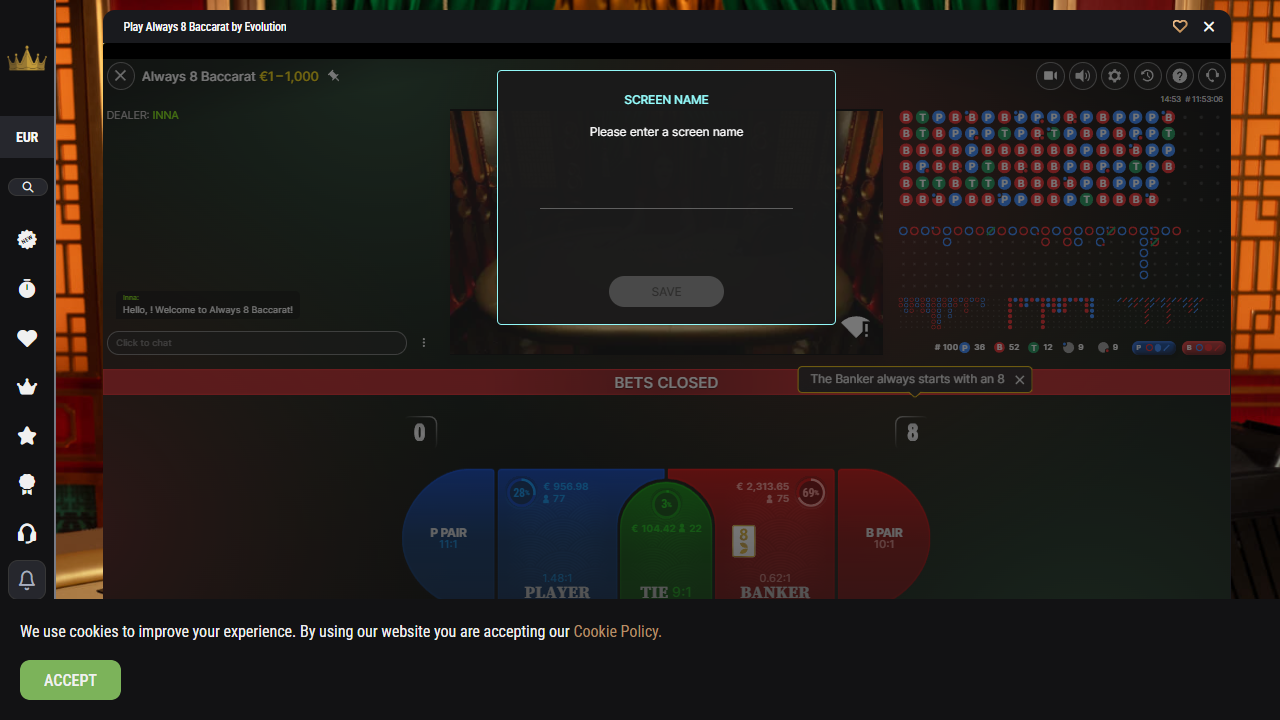 Play Always 8 Baccarat by Evolution
Always 8 Baccarat €1–1,000
EUR
NEW
14:53 # 11:53:06
DEALER: INNA
SCREEN NAME
Please enter a screen name
SAVE
B T P B B P B P P P B P B P P P B
B T P B T
Inna:
Hello, ! Welcome to Always 8 Baccarat!
Click to chat
# 100 P 36 B 52 T 12 9 9 P B
BETS CLOSED
The Banker always starts with an 8
0
8
28% € 956.98
77
3%
€ 104.42 22
€ 2,313.65 69%
75
8
P PAIR
11:1
B PAIR
10:1
1.48:1
PLAYER
TIE 9:1
0.62:1
BANKER
We use cookies to improve your experience. By using our website you are accepting our Cookie Policy.
ACCEPT